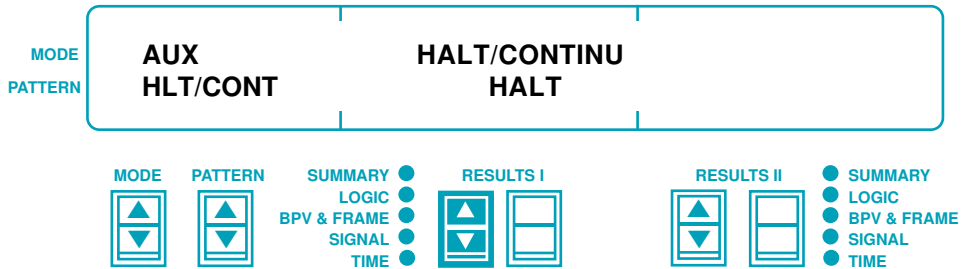 MODE AUX HALT/CONTINU
PATTERN HLT/CONT HALT
MODE PATTERN SUMMARY RESULTS I RESULTS II SUMMARY
LOGIC LOGIC
BPV & FRAME BPV & FRAME
SIGNAL SIGNAL
TIME TIME